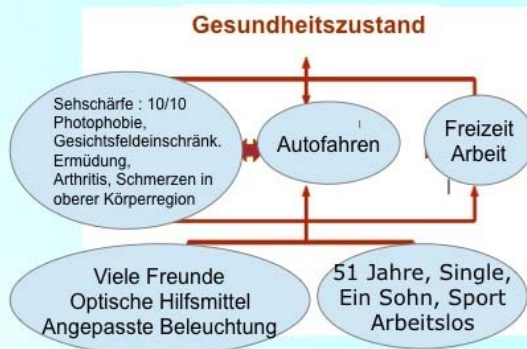 Gesundheitszustand
Sehschärfe : 10/10
Photophobie,
Gesichtsfeldeinschränk.
Ermüdung,
Arthritis, Schmerzen in
oberer Körperregion
Autofahren
Freizeit
Arbeit
Viele Freunde
Optische Hilfsmittel
Angepasste Beleuchtung
51 Jahre, Single,
Ein Sohn, Sport
Arbeitslos